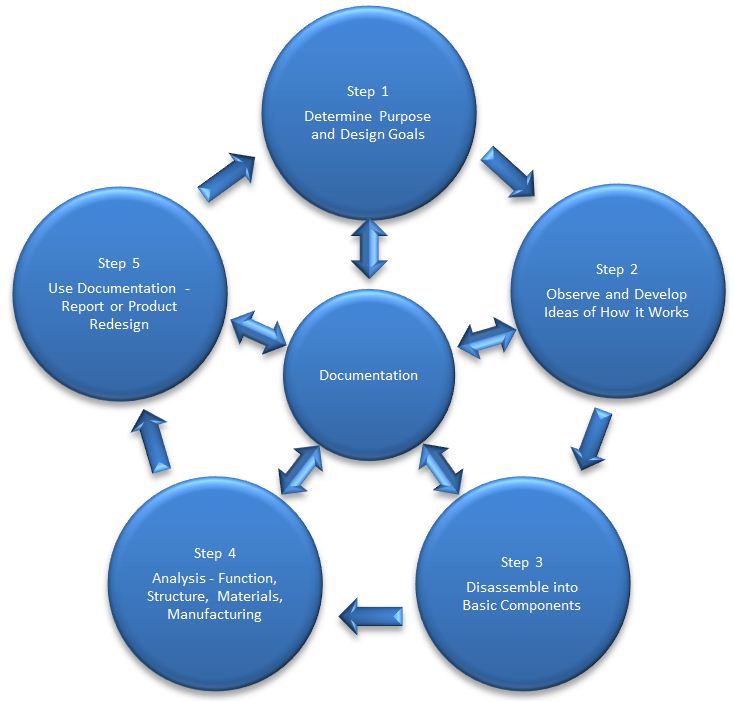 Step 1
Determine Purpose
and Design Goals
Step 2
Observe and Develop
Ideas of How it Works
Step 3
Disassemble into
Basic Components
Step 4
Analysis - Function,
Structure, Materials,
Manufacturing
Step 5
Use Documentation -
Report or Product
Redesign
Documentation